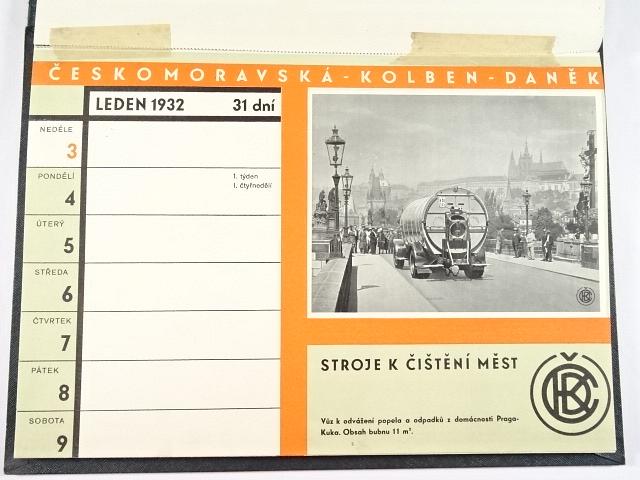 ČESKOMORAVSKÁ-KOLBEN-DANĚK
LEDEN 1932 31 dní
NEDĚLE
3
PONDĚLÍ
4
1. týden
I. čtyřnedělí
ÚTERÝ
5
STŘEDA
6
ČTVRTEK
7
PÁTEK
8
SOBOTA
9
STROJE K ČIŠTĚNÍ MĚST
Vůz k odvážení popela a odpadků z domácností Praga-
Kuka. Obsah bubnu 11 m³.
ČKD